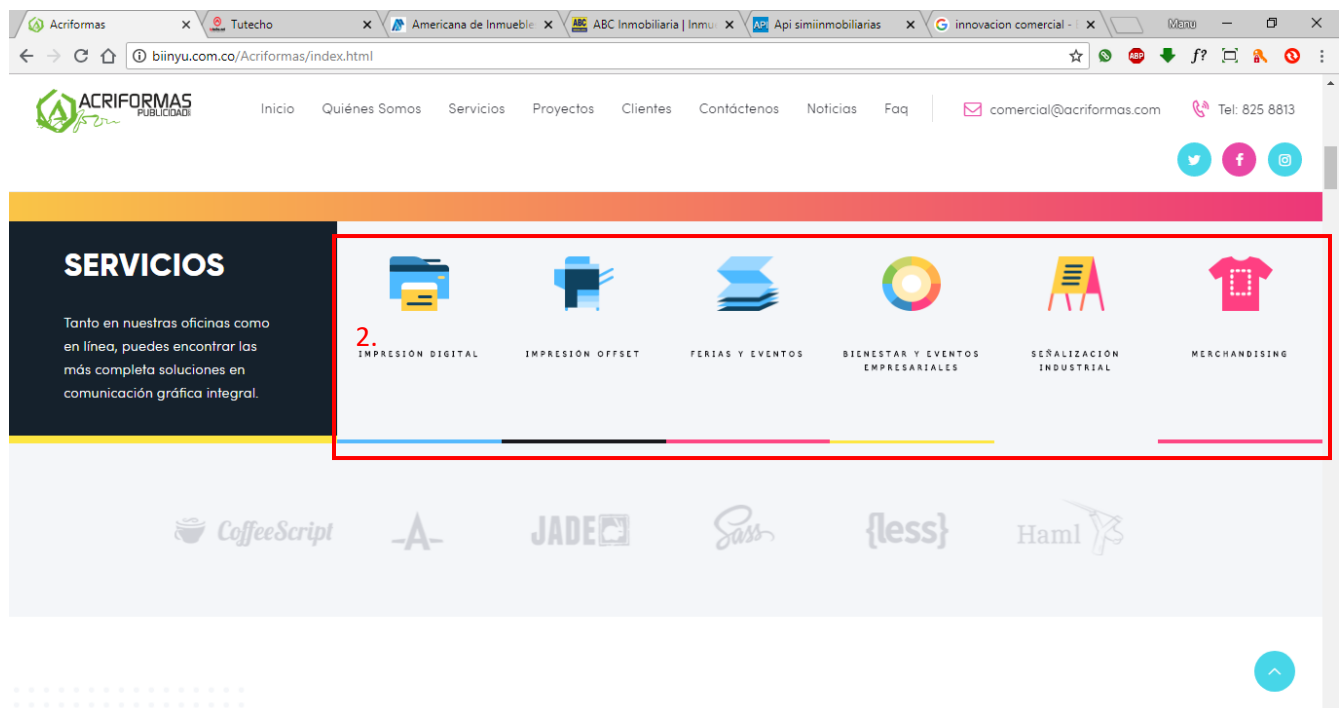 Acriformas
Tutecho
Americana de Inmueble
ABC
ABC Inmobiliaria | Inmu
API
Api simiinmobiliarias
G
innovacion comercial -
Manu
biinyu.com.co/Acriformas/index.html
ABP
f?
ACRIFORMAS
PUBLICIDAD
Inicio
Quiénes Somos
Servicios
Proyectos
Clientes
Contáctenos
Noticias
Faq
comercial@acriformas.com
Tel: 825 8813
SERVICIOS
Tanto en nuestras oficinas como
en línea, puedes encontrar las
más completa soluciones en
comunicación gráfica integral.
2.
IMPRESIÓN DIGITAL
IMPRESIÓN OFFSET
FERIAS Y EVENTOS
BIENESTAR Y EVENTOS
EMPRESARIALES
SEÑALIZACIÓN
INDUSTRIAL
MERCHANDISING
CoffeeScript
-A-
JADE
Sass
{less}
Haml